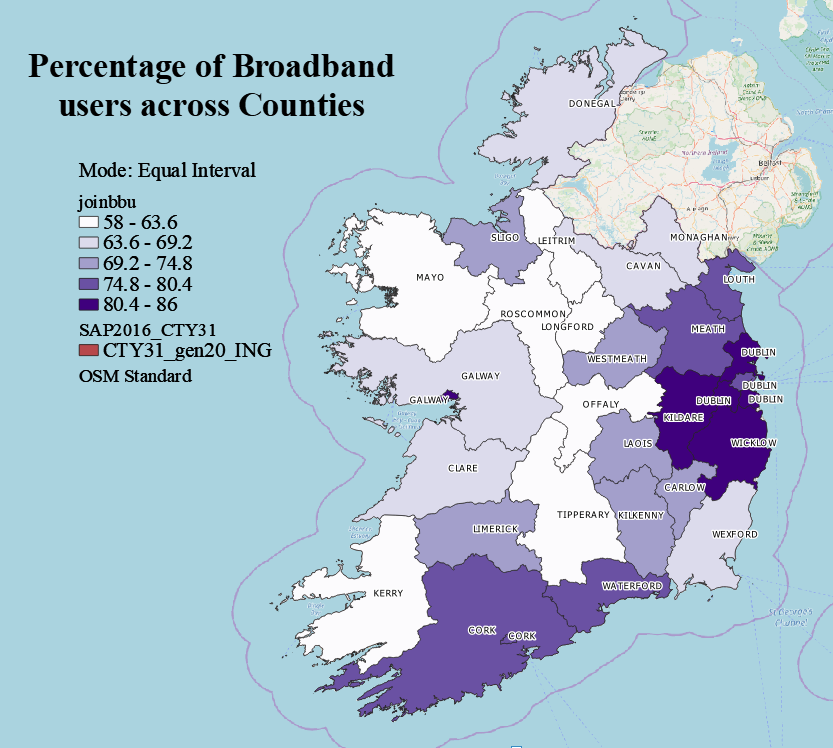 Percentage of Broadband
users across Counties
Mode: Equal Interval
joinbbu
58 - 63.6
63.6 - 69.2
69.2 - 74.8
74.8 - 80.4
80.4 - 86
SAP2016_CTY31
CTY31_gen20_ING
OSM Standard
DONEGAL
Belfast
SLIGO
LEITRIM
MONAGHAN
CAVAN
MAYO
LOUTH
ROSCOMMON
LONGFORD
MEATH
WESTMEATH
DUBLIN
GALWAY
DUBLIN
GALWAY
OFFALY
DUBLIN
DUBLIN
KILDARE
LAOIS
WICKLOW
CLARE
CARLOW
TIPPERARY
KILKENNY
LIMERICK
WEXFORD
WATERFORD
KERRY
CORK
CORK